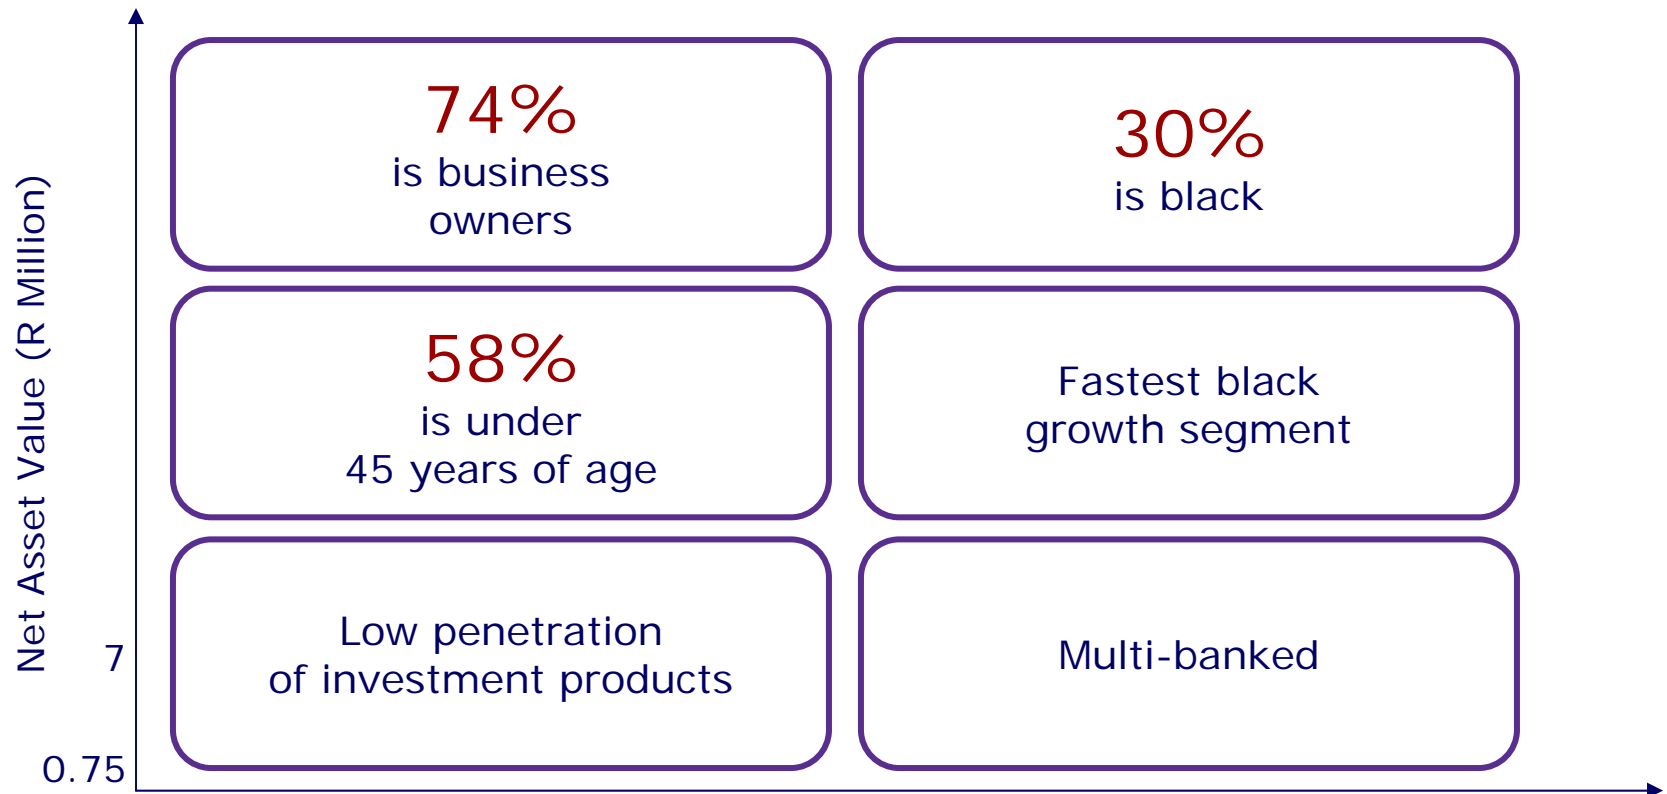 Net Asset Value (R Million)
7
0.75
74%
is business
owners
30%
is black
58%
is under
45 years of age
Fastest black
growth segment
Low penetration
of investment products
Multi-banked